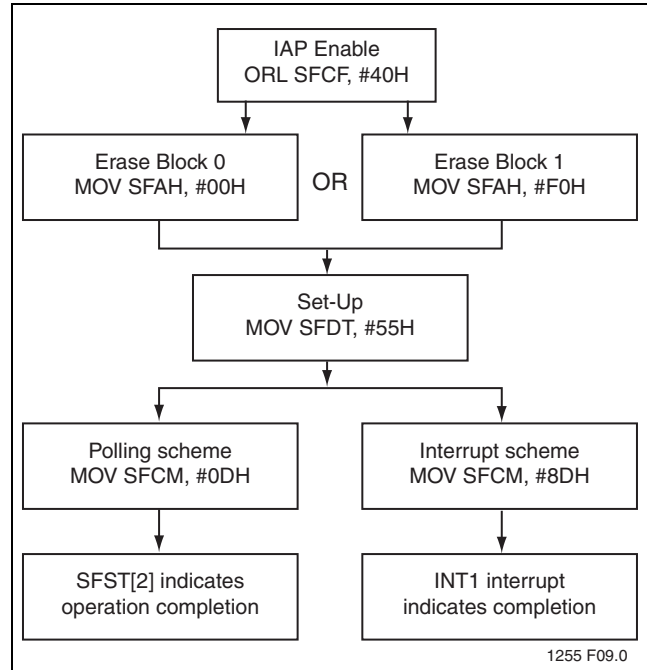 IAP Enable
ORL SFCF, #40H
Erase Block 0
MOV SFAH, #00H
OR
Erase Block 1
MOV SFAH, #F0H
Set-Up
MOV SFDT, #55H
Polling scheme
MOV SFCM, #0DH
Interrupt scheme
MOV SFCM, #8DH
SFST[2] indicates
operation completion
INT1 interrupt
indicates completion
1255 F09.0